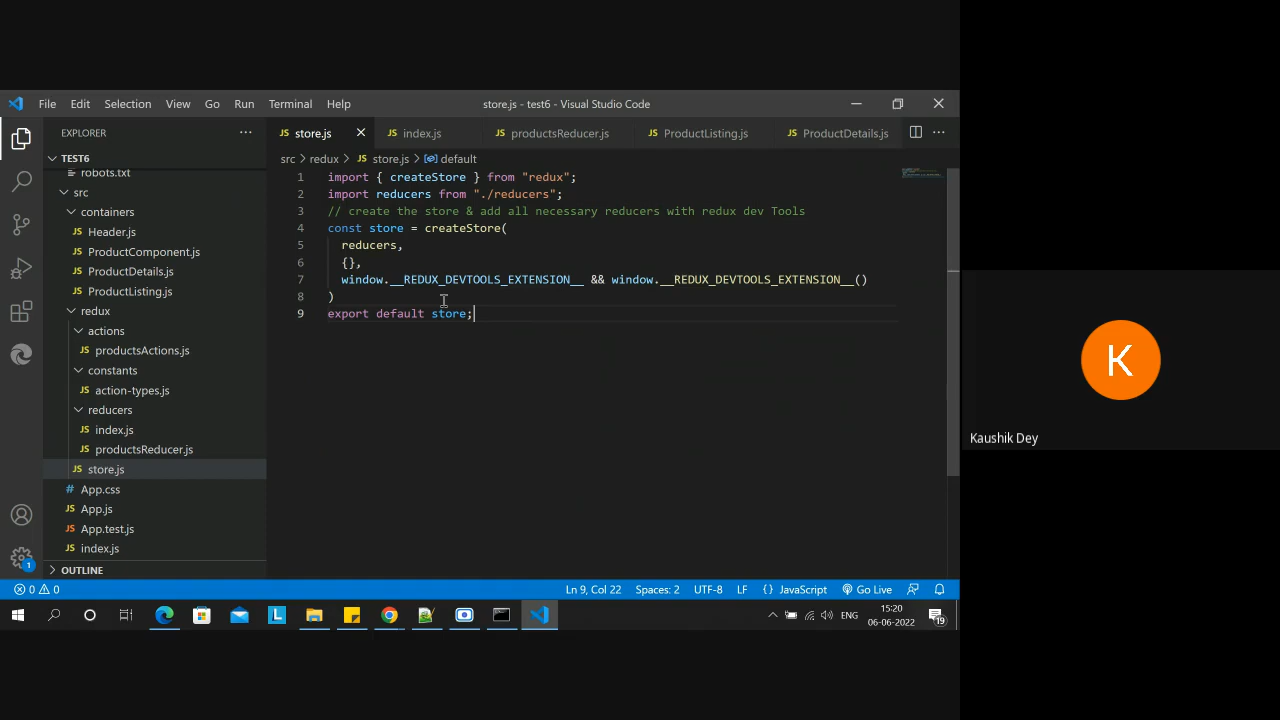 File Edit Selection View Go Run Terminal Help store.js - test6 - Visual Studio Code
EXPLORER
TEST6
robots.txt
src
containers
Header.js
ProductComponent.js
ProductDetails.js
ProductListing.js
redux
actions
productsActions.js
constants
action-types.js
reducers
index.js
productsReducer.js
store.js
App.css
App.js
App.test.js
index.js
OUTLINE
store.js index.js productsReducer.js ProductListing.js ProductDetails.js
src > redux > store.js > default
1 import { createStore } from "redux";
2 import reducers from "./reducers";
3 // create the store & add all necessary reducers with redux dev Tools
4 const store = createStore(
5 reducers,
6 {},
7 window.__REDUX_DEVTOOLS_EXTENSION__ && window.__REDUX_DEVTOOLS_EXTENSION__()
8 )
9 export default store;
0 0 Ln 9, Col 22 Spaces: 2 UTF-8 LF {} JavaScript Go Live
1
L
ENG 15:20
06-06-2022
19
K
Kaushik Dey